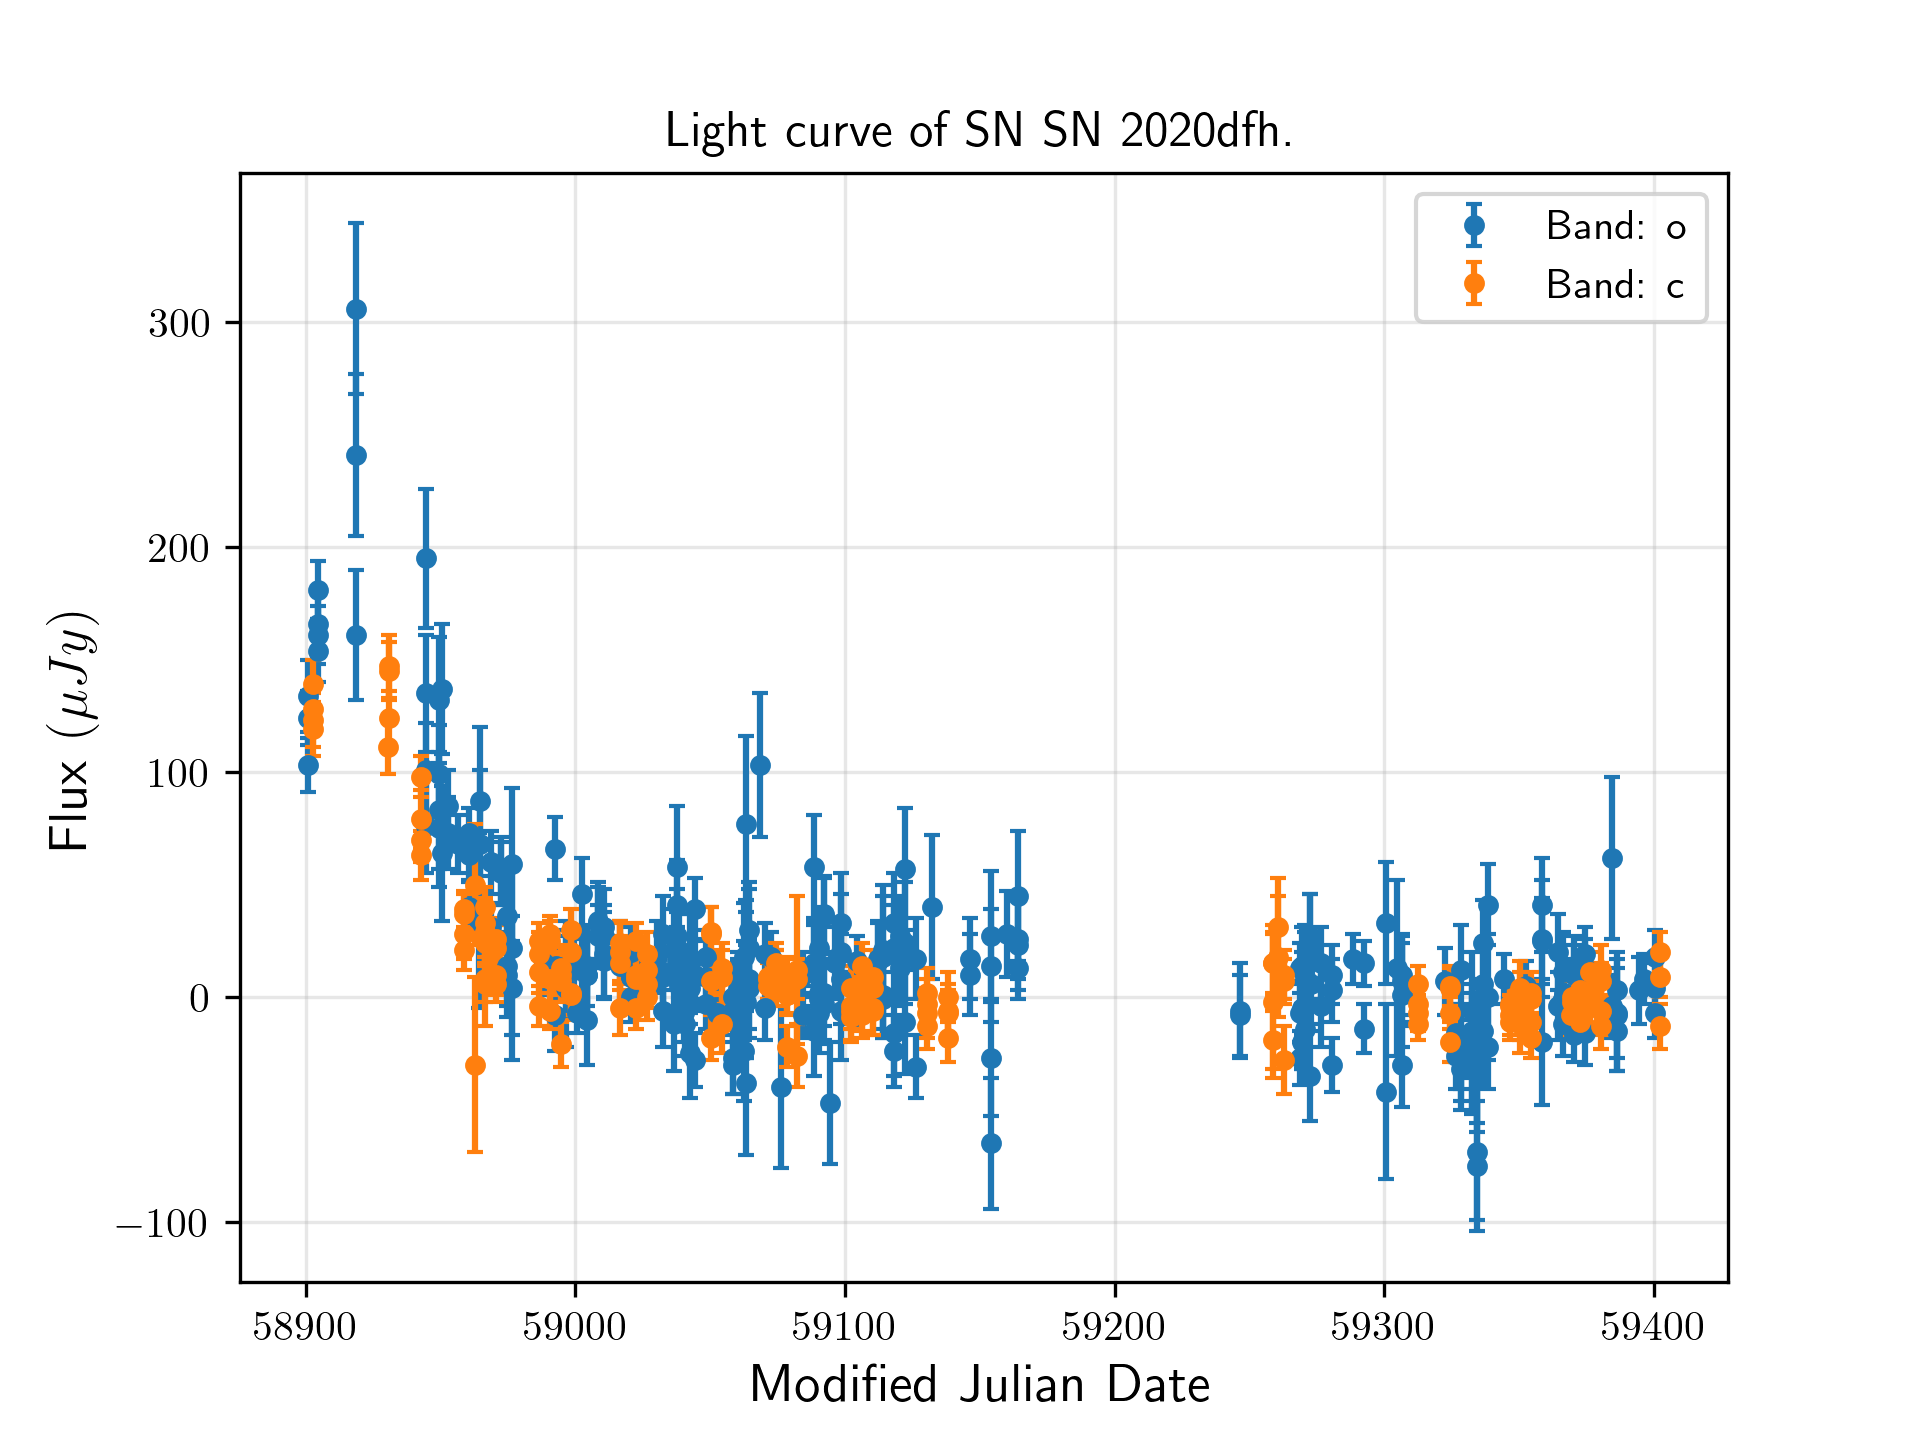 Light curve of SN SN 2020dfh.
Band: o
Band: c
300
200
100
0
−100
Flux (μJy)
58900 59000 59100 59200 59300 59400
Modified Julian Date